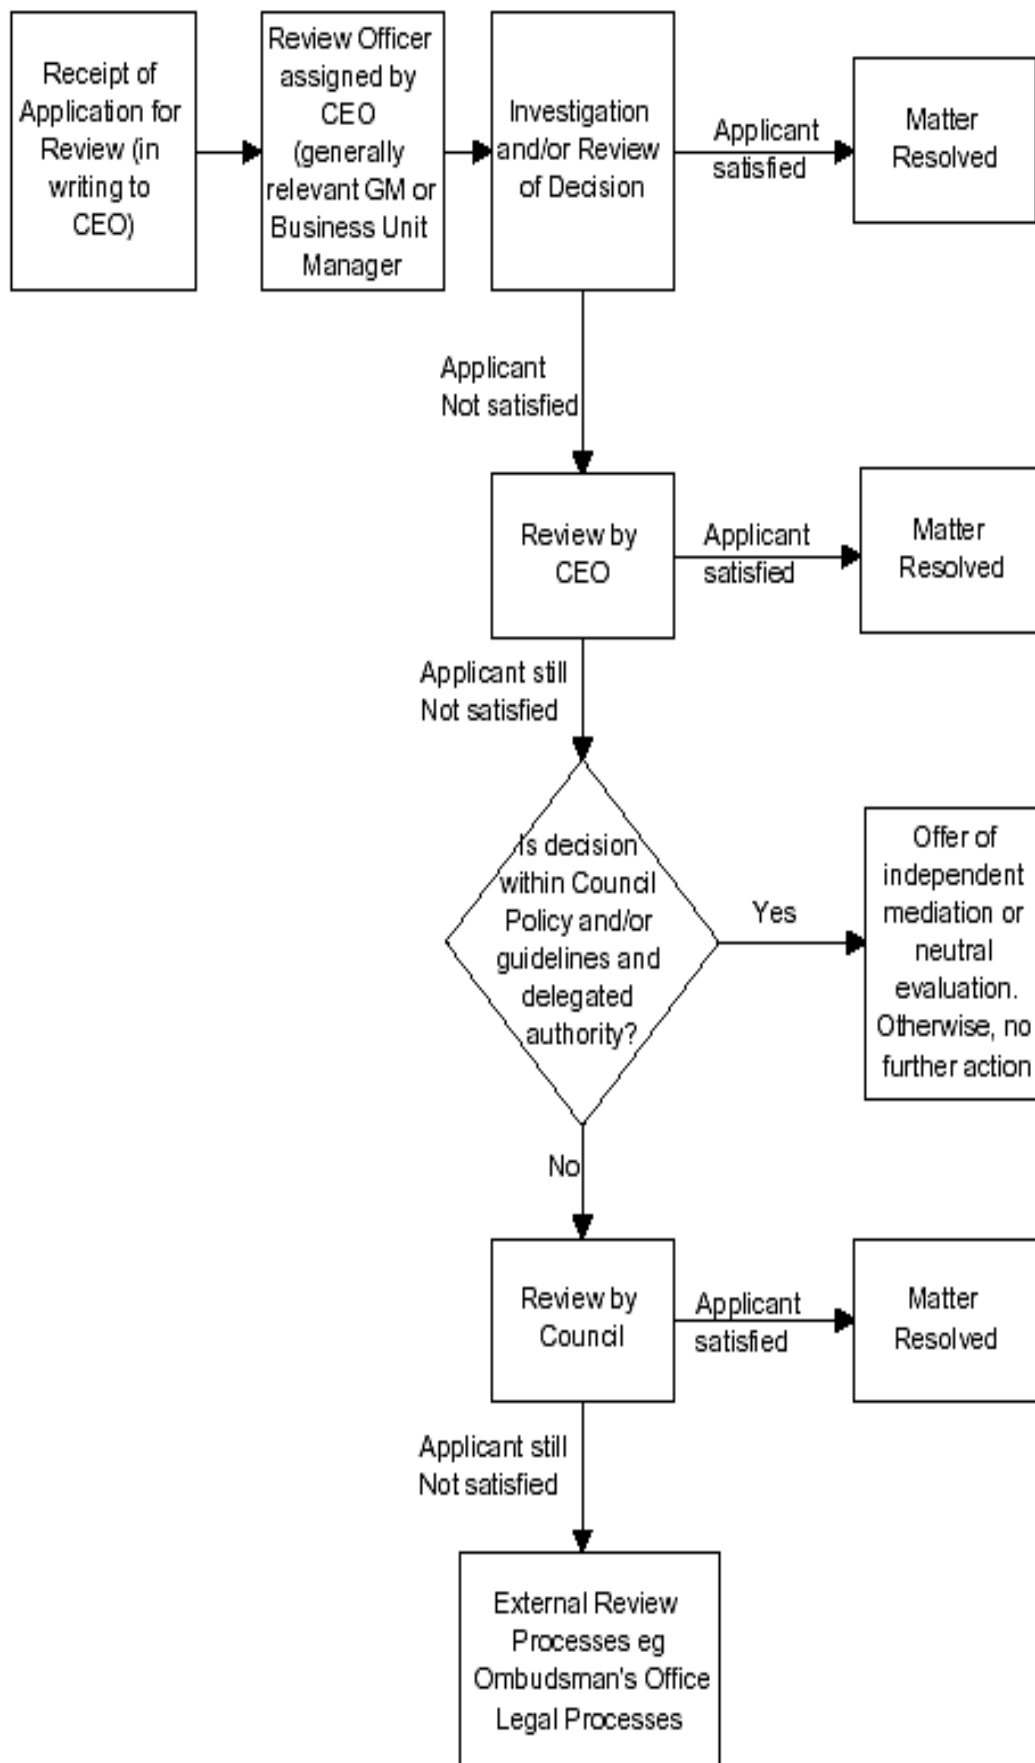 Receipt of
Application for
Review (in
writing to
CEO)
Review Officer
assigned by
CEO
(generally
relevant GM or
Business Unit
Manager
Investigation
and/or Review
of Decision
Applicant
satisfied
Matter
Resolved
Applicant
Not satisfied
Review by
CEO
Applicant
satisfied
Matter
Resolved
Applicant still
Not satisfied
Is decision
within Council
Policy and/or
guidelines and
delegated
authority?
Yes
Offer of
independent
mediation or
neutral
evaluation.
Otherwise, no
further action
No
Review by
Council
Applicant
satisfied
Matter
Resolved
Applicant still
Not satisfied
External Review
Processes eg
Ombudsman's Office
Legal Processes